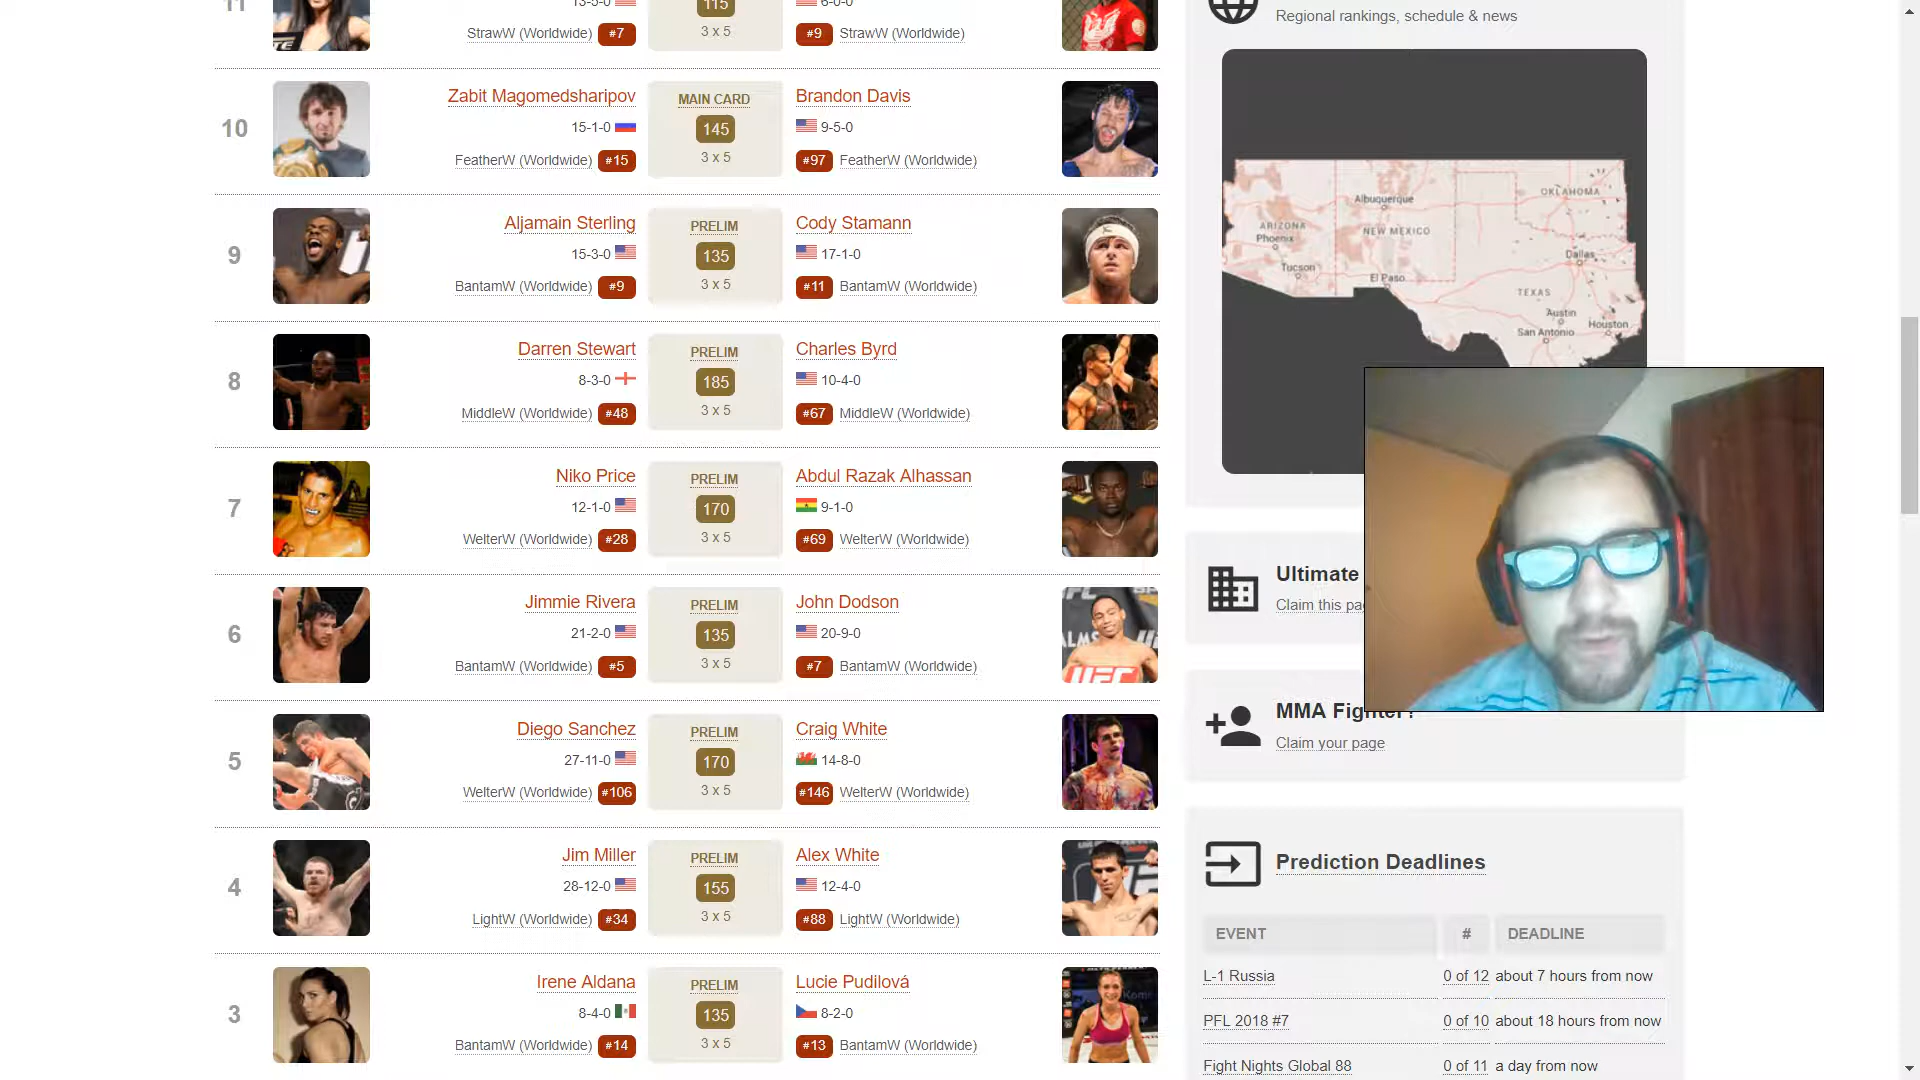 11
13-5-0
115
6-0-0
StrawW (Worldwide) #7
3 x 5
#9 StrawW (Worldwide)
10
Zabit Magomedsharipov
15-1-0
FeatherW (Worldwide) #15
MAIN CARD
145
3 x 5
Brandon Davis
9-5-0
#97 FeatherW (Worldwide)
9
Aljamain Sterling
15-3-0
BantamW (Worldwide) #9
PRELIM
135
3 x 5
Cody Stamann
17-1-0
#11 BantamW (Worldwide)
8
Darren Stewart
8-3-0
MiddleW (Worldwide) #48
PRELIM
185
3 x 5
Charles Byrd
10-4-0
#67 MiddleW (Worldwide)
7
Niko Price
12-1-0
WelterW (Worldwide) #28
PRELIM
170
3 x 5
Abdul Razak Alhassan
9-1-0
#69 WelterW (Worldwide)
6
Jimmie Rivera
21-2-0
BantamW (Worldwide) #5
PRELIM
135
3 x 5
John Dodson
20-9-0
#7 BantamW (Worldwide)
5
Diego Sanchez
27-11-0
WelterW (Worldwide) #106
PRELIM
170
3 x 5
Craig White
14-8-0
#146 WelterW (Worldwide)
4
Jim Miller
28-12-0
LightW (Worldwide) #34
PRELIM
155
3 x 5
Alex White
12-4-0
#88 LightW (Worldwide)
3
Irene Aldana
8-4-0
BantamW (Worldwide) #14
PRELIM
135
3 x 5
Lucie Pudilová
8-2-0
#13 BantamW (Worldwide)
Regional rankings, schedule & news
OKLAHOMA
Albuquerque
ARIZONA
NEW MEXICO
Phoenix
Dallas
Tucson
El Paso
TEXAS
Austin
Houston
San Antonio
Ultimate
Claim this pa
MMA Fighter?
Claim your page
Prediction Deadlines
EVENT # DEADLINE
L-1 Russia 0 of 12 about 7 hours from now
PFL 2018 #7 0 of 10 about 18 hours from now
Fight Nights Global 88 0 of 11 a day from now